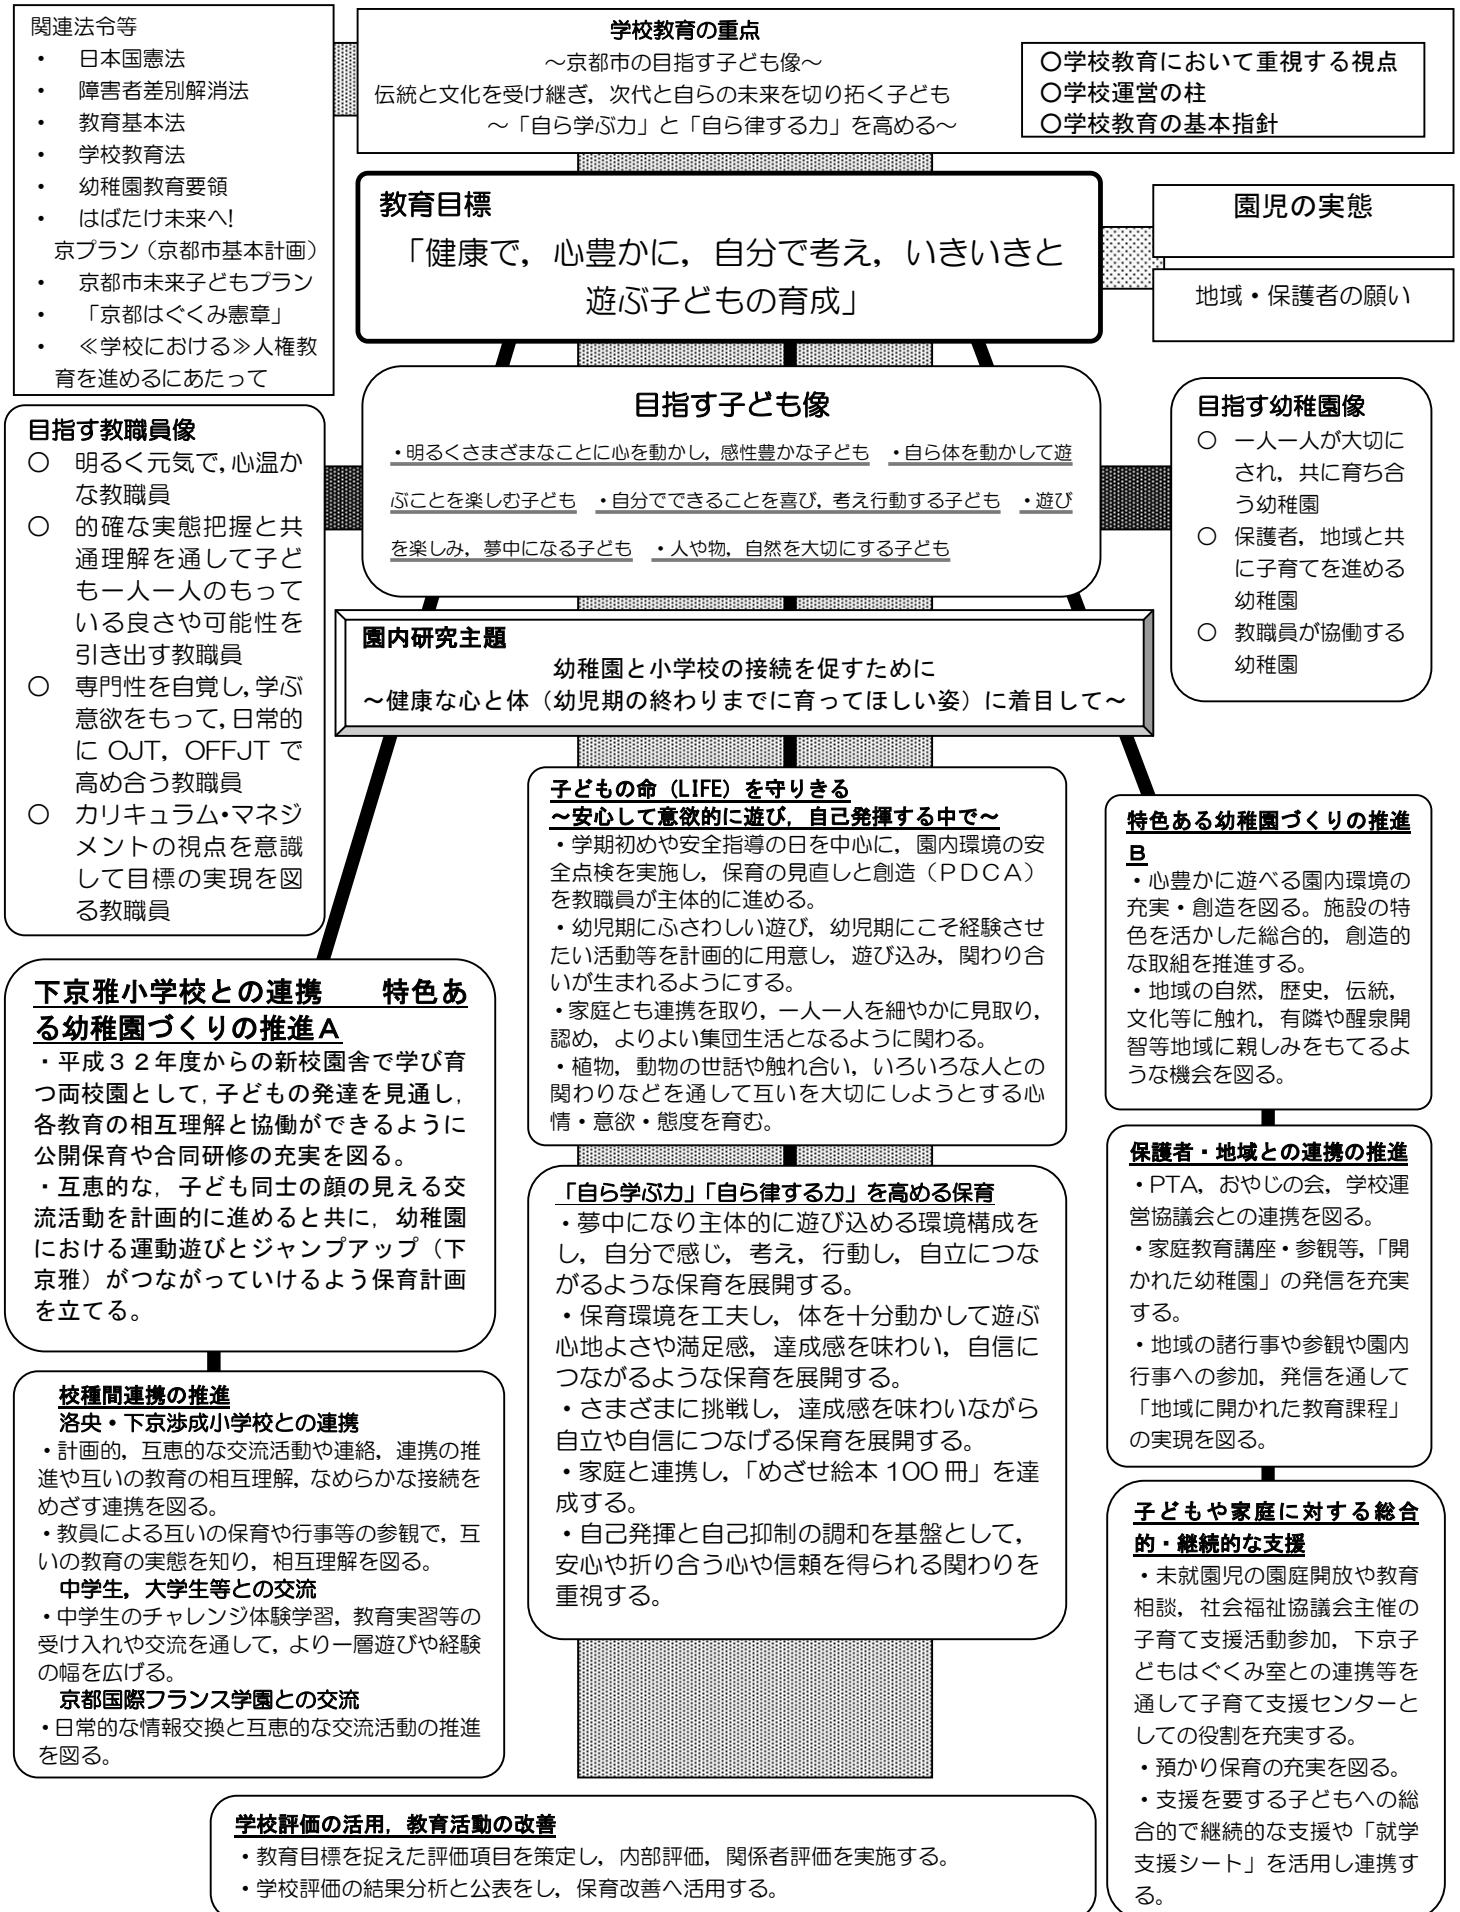 関連法令等
・ 日本国憲法
・ 障害者差別解消法
・ 教育基本法
・ 学校教育法
・ 幼稚園教育要領
・ はばたけ未来へ!
京プラン（京都市基本計画）
・ 京都市未来子どもプラン
・ 「京都はぐくみ憲章」
・ ≪学校における≫人権教
育を進めるにあたって
学校教育の重点
～京都市の目指す子ども像～
伝統と文化を受け継ぎ，次代と自らの未来を切り拓く子ども
～「自ら学ぶ力」と「自ら律する力」を高める～
〇学校教育において重視する視点
〇学校運営の柱
〇学校教育の基本指針
教育目標
「健康で，心豊かに，自分で考え，いきいきと
遊ぶ子どもの育成」
園児の実態
地域・保護者の願い
目指す子ども像
・明るくさまざまなことに心を動かし，感性豊かな子ども ・自ら体を動かして遊
ぶことを楽しむ子ども ・自分でできることを喜び，考え行動する子ども ・遊び
を楽しみ，夢中になる子ども ・人や物，自然を大切にする子ども
目指す教職員像
〇 明るく元気で，心温か
な教職員
〇 的確な実態把握と共
通理解を通して子ど
も一人一人のもって
いる良さや可能性を
引き出す教職員
〇 専門性を自覚し，学ぶ
意欲をもって，日常的
に OJT，OFFJT で
高め合う教職員
〇 カリキュラム・マネジ
メントの視点を意識
して目標の実現を図
る教職員
目指す幼稚園像
〇 一人一人が大切に
され，共に育ち合
う幼稚園
〇 保護者，地域と共
に子育てを進める
幼稚園
〇 教職員が協働する
幼稚園
園内研究主題
幼稚園と小学校の接続を促すために
～健康な心と体（幼児期の終わりまでに育ってほしい姿）に着目して～
子どもの命（LIFE）を守りきる
～安心して意欲的に遊び，自己発揮する中で～
・学期初めや安全指導の日を中心に，園内環境の安
全点検を実施し，保育の見直しと創造（ＰＤＣＡ）
を教職員が主体的に進める。
・幼児期にふさわしい遊び，幼児期にこそ経験させ
たい活動等を計画的に用意し，遊び込み，関わり合
いが生まれるようにする。
・家庭とも連携を取り，一人一人を細やかに見取り，
認め，よりよい集団生活となるように関わる。
・植物，動物の世話や触れ合い，いろいろな人との
関わりなどを通して互いを大切にしようとする心
情・意欲・態度を育む。
特色ある幼稚園づくりの推進
Ｂ
・心豊かに遊べる園内環境の
充実・創造を図る。施設の特
色を活かした総合的，創造的
な取組を推進する。
・地域の自然，歴史，伝統，
文化等に触れ，有隣や醒泉開
智等地域に親しみをもてるよ
うな機会を図る。
下京雅小学校との連携 特色あ
る幼稚園づくりの推進Ａ
・平成３２年度からの新校園舎で学び育
つ両校園として，子どもの発達を見通し，
各教育の相互理解と協働ができるように
公開保育や合同研修の充実を図る。
・互恵的な，子ども同士の顔の見える交
流活動を計画的に進めると共に，幼稚園
における運動遊びとジャンプアップ（下
京雅）がつながっていけるよう保育計画
を立てる。
「自ら学ぶ力」「自ら律する力」を高める保育
・夢中になり主体的に遊び込める環境構成を
し，自分で感じ，考え，行動し，自立につな
がるような保育を展開する。
・保育環境を工夫し，体を十分動かして遊ぶ
心地よさや満足感，達成感を味わい，自信に
つながるような保育を展開する。
・さまざまに挑戦し，達成感を味わいながら
自立や自信につなげる保育を展開する。
・家庭と連携し，「めざせ絵本 100 冊」を達
成する。
・自己発揮と自己抑制の調和を基盤として，
安心や折り合う心や信頼を得られる関わりを
重視する。
保護者・地域との連携の推進
・PTA，おやじの会，学校運
営協議会との連携を図る。
・家庭教育講座・参観等，「開
かれた幼稚園」の発信を充実
する。
・地域の諸行事や参観や園内
行事への参加，発信を通して
「地域に開かれた教育課程」
の実現を図る。
校種間連携の推進
洛央・下京渉成小学校との連携
・計画的，互恵的な交流活動や連絡，連携の推
進や互いの教育の相互理解，なめらかな接続を
めざす連携を図る。
・教員による互いの保育や行事等の参観で，互
いの教育の実態を知り，相互理解を図る。
中学生，大学生等との交流
・中学生のチャレンジ体験学習，教育実習等の
受け入れや交流を通して，より一層遊びや経験
の幅を広げる。
京都国際フランス学園との交流
・日常的な情報交換と互恵的な交流活動の推進
を図る。
子どもや家庭に対する総合
的・継続的な支援
・未就園児の園庭開放や教育
相談，社会福祉協議会主催の
子育て支援活動参加，下京子
どもはぐくみ室との連携等を
通して子育て支援センターと
しての役割を充実する。
・預かり保育の充実を図る。
・支援を要する子どもへの総
合的で継続的な支援や「就学
支援シート」を活用し連携す
る。
学校評価の活用，教育活動の改善
・教育目標を捉えた評価項目を策定し，内部評価，関係者評価を実施する。
・学校評価の結果分析と公表をし，保育改善へ活用する。